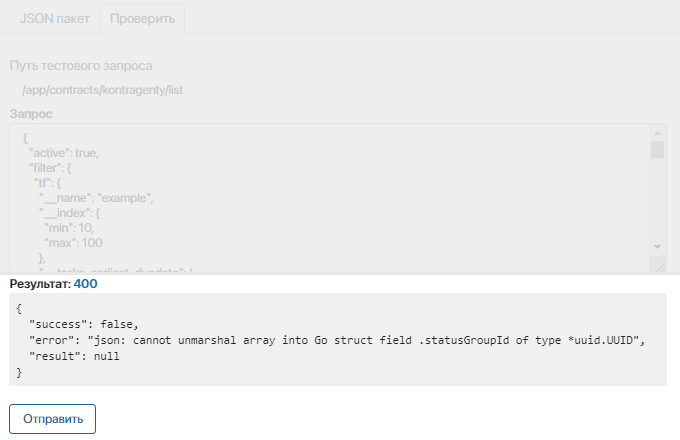 JSON пакет Проверить
Путь тестового запроса
/app/contracts/kontragenty/list
Запрос
{
"active": true,
"filter": {
"tf": {
"__name": "example",
"__index": {
"min": 10,
"max": 100
},
"__tasks_earliest_duedate": {
Результат: 400
{
"success": false,
"error": "json: cannot unmarshal array into Go struct field .statusGroupId of type *uuid.UUID",
"result": null
}
Отправить